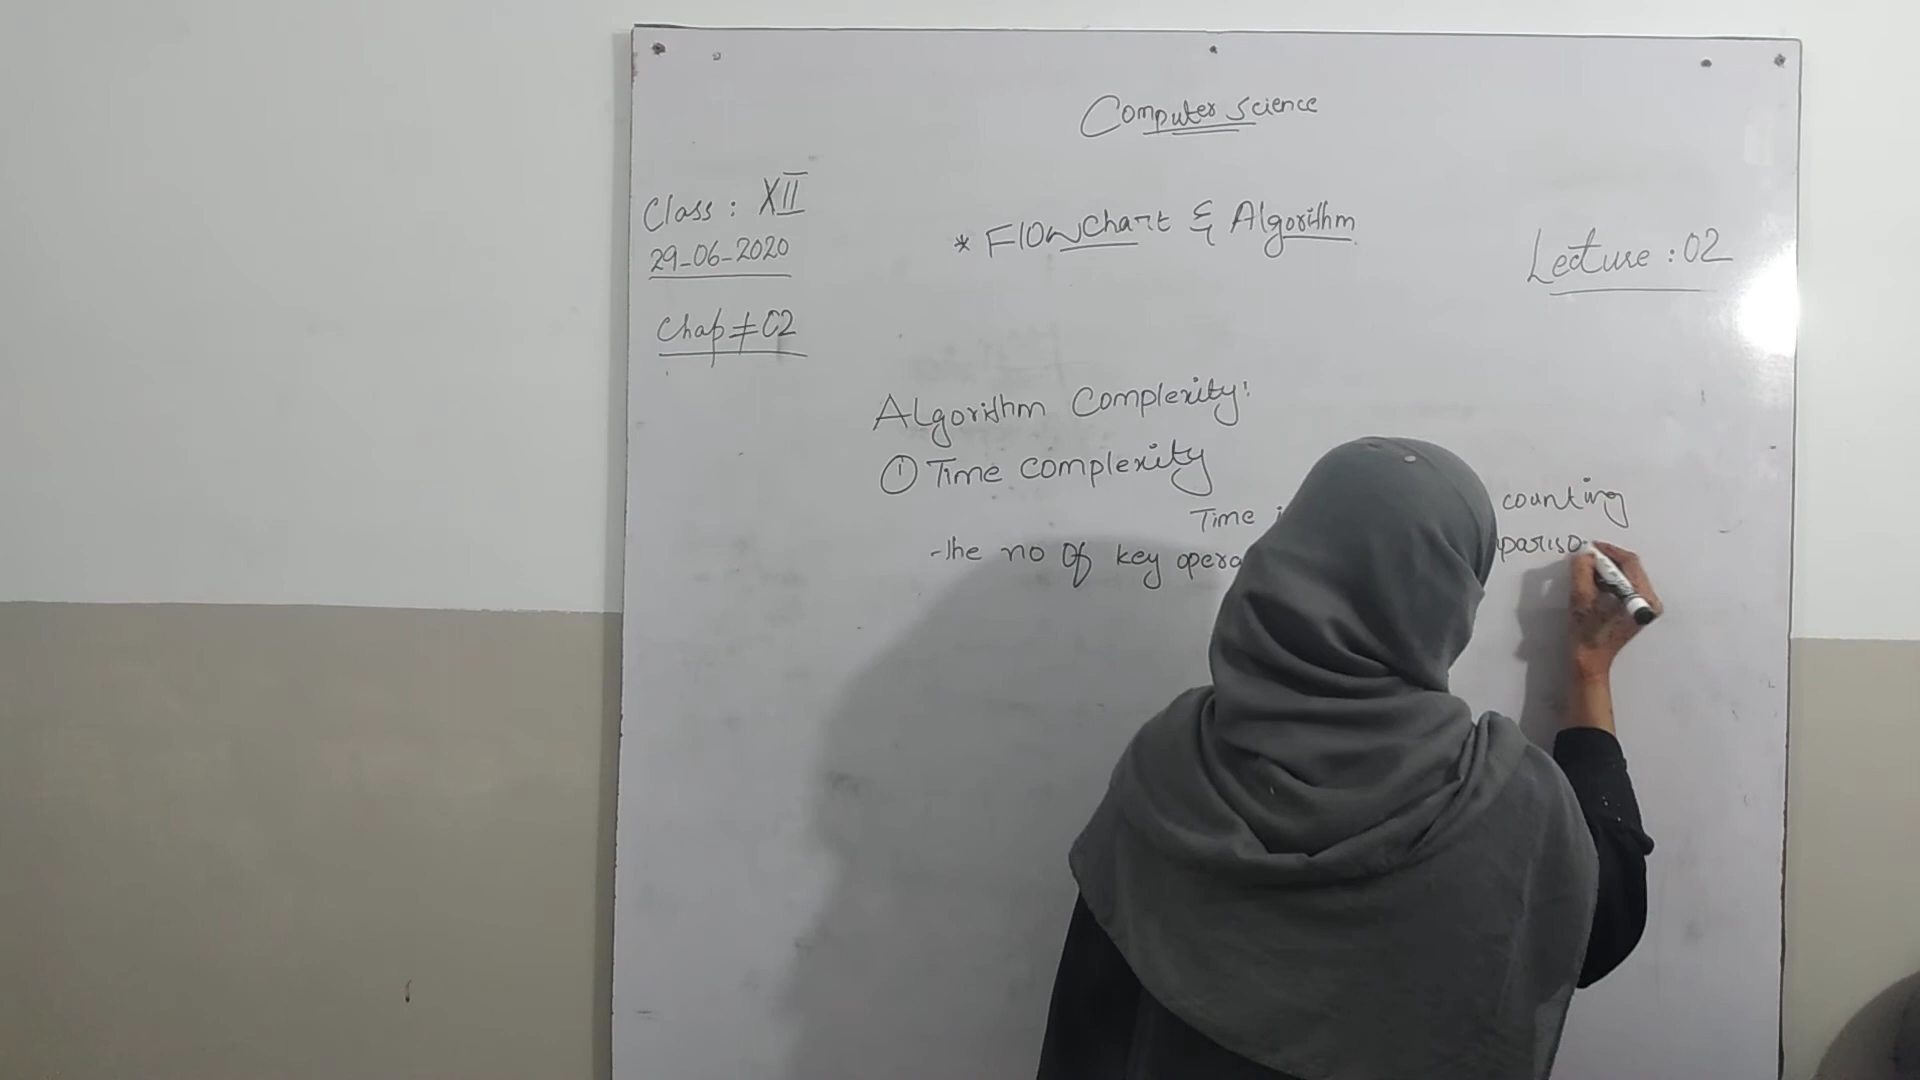 Computer Science
Class: XII
* FlowChart & Algorithm
29-06-2020
Lecture: 02
Chap # 02
Algorithm Complexity:
① Time complexity
Time counting
the no Of key